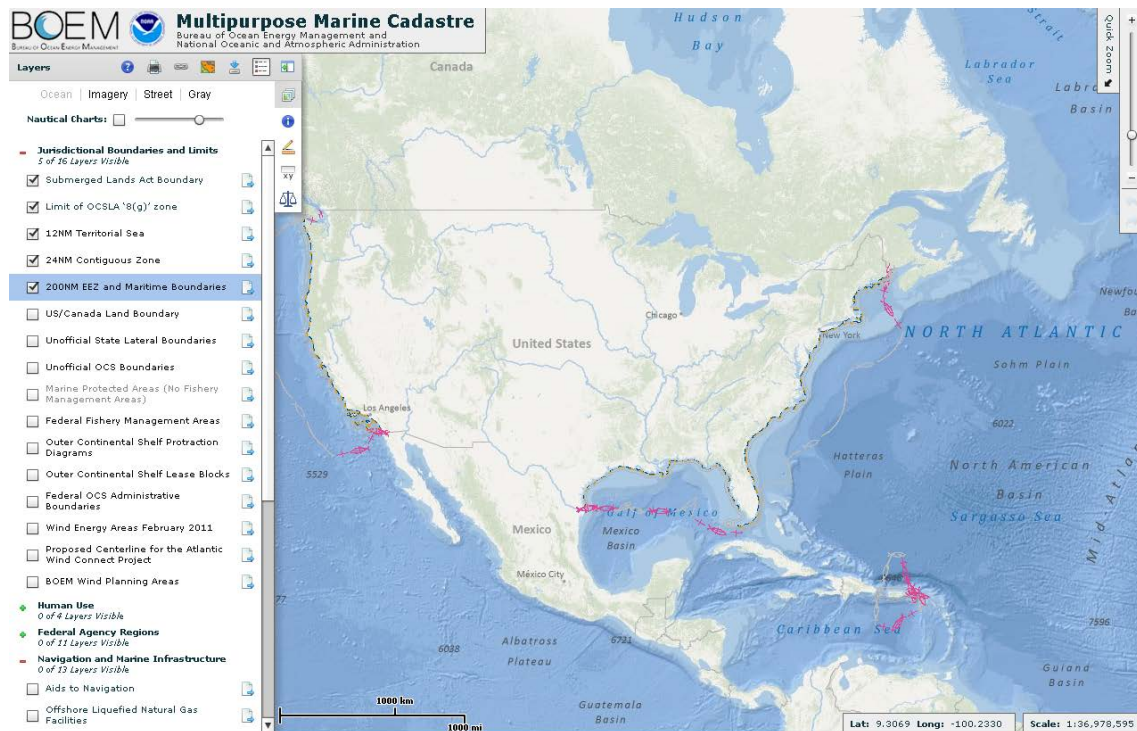 BOEM
BUREAU OF OCEAN ENERGY MANAGEMENT
Multipurpose Marine Cadastre
Bureau of Ocean Energy Management and
National Oceanic and Atmospheric Administration
Layers
Ocean | Imagery | Street | Gray
Nautical Charts:
Jurisdictional Boundaries and Limits
5 of 16 Layers Visible
Submerged Lands Act Boundary
Limit of OCSLA '8(g)' zone
12NM Territorial Sea
24NM Contiguous Zone
200NM EEZ and Maritime Boundaries
US/Canada Land Boundary
Unofficial State Lateral Boundaries
Unofficial OCS Boundaries
Marine Protected Areas (No Fishery
Management Areas)
Federal Fishery Management Areas
Outer Continental Shelf Protraction
Diagrams
Outer Continental Shelf Lease Blocks
Federal OCS Administrative
Boundaries
Wind Energy Areas February 2011
Proposed Centerline for the Atlantic
Wind Connect Project
BOEM Wind Planning Areas
Human Use
0 of 4 Layers Visible
Federal Agency Regions
0 of 11 Layers Visible
Navigation and Marine Infrastructure
0 of 13 Layers Visible
Aids to Navigation
Offshore Liquefied Natural Gas
Facilities
XY
Quick Zoom
+
−
Hudson
Bay
Canada
Strait
Labrador
Sea
Basin
United States
Chicago
New York
Los Angeles
NORTH ATLANTIC
Sohm Plain
6022
Hatteras
Plain
North American
Basin
Sargasso Sea
Mid
5529
Mexico
Gulf of Mexico
Mexico
Basin
México City
77
Caribbean Sea
7596
6038
Albatross
Plateau
6721
Guiana
Basin
Guatemala
Basin
1000 km
1000 mi
Lat: 9.3069 Long: -100.2330
Scale: 1:36,978,595